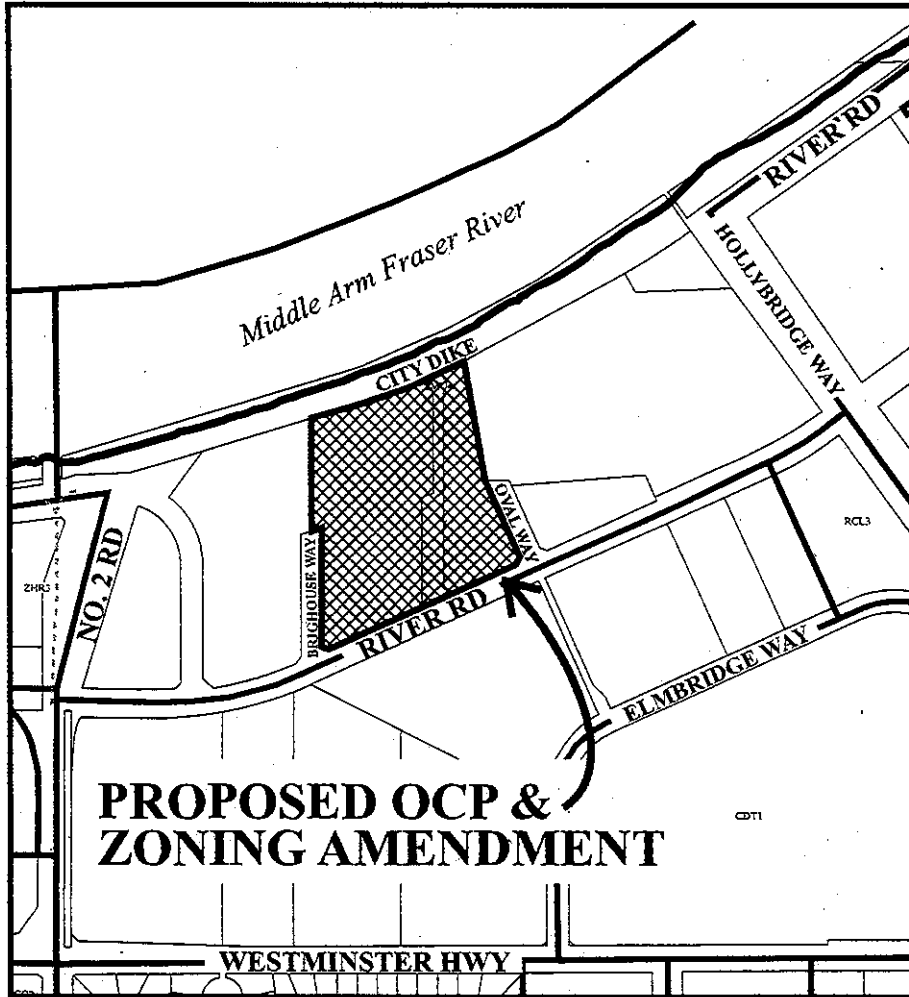 RIVER RD
Middle Arm Fraser River
HOLLYBRIDGE WAY
CITY DIKE
OVAL WAY
RCL3
NO. 2 RD
BRIGHOUSE WAY
RIVER RD
ELMBRIDGE WAY
PROPOSED OCP &
ZONING AMENDMENT
CDT1
WESTMINSTER HWY